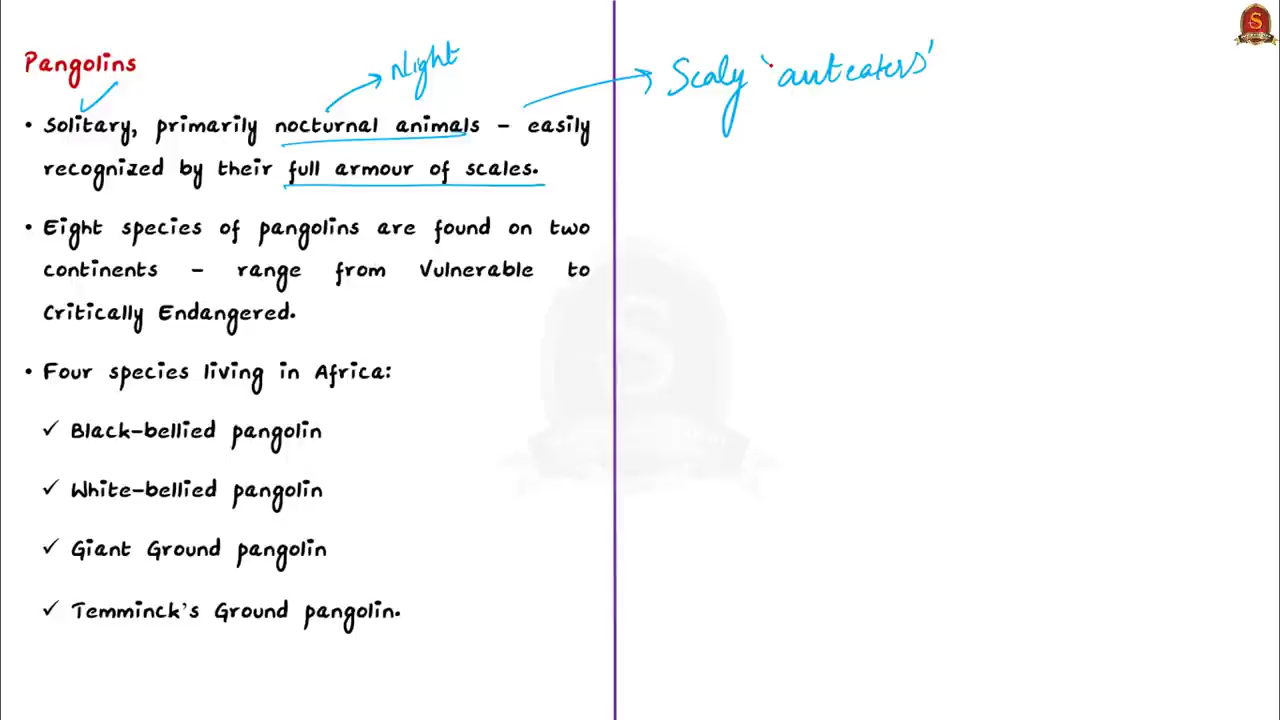 Pangolins
Night
Scaly 'anteaters'
• Solitary, primarily nocturnal animals – easily
recognized by their full armour of scales.
• Eight species of pangolins are found on two
continents – range from Vulnerable to
Critically Endangered.
• Four species living in Africa:
✓ Black-bellied pangolin
✓ White-bellied pangolin
✓ Giant Ground pangolin
✓ Temminck's Ground pangolin.
S